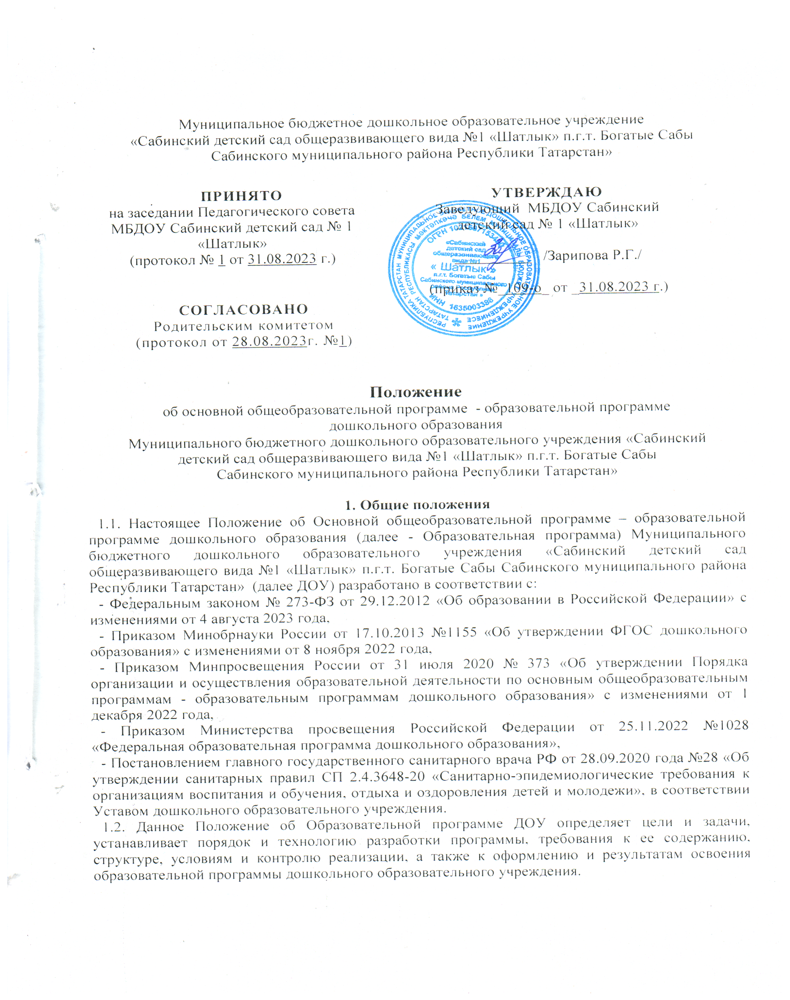 Муниципальное бюджетное дошкольное образовательное учреждение
«Сабинский детский сад общеразвивающего вида №1 «Шатлык» п.г.т. Богатые Сабы
Сабинского муниципального района Республики Татарстан»
ПРИНЯТО
на заседании Педагогического совета
МБДОУ Сабинский детский сад № 1
«Шатлык»
(протокол № 1 от 31.08.2023 г.)
СОГЛАСОВАНО
Родительским комитетом
(протокол от 28.08.2023г. №1)
УТВЕРЖДАЮ
Заведующий МБДОУ Сабинский
детский сад № 1 «Шатлык»
/Зарипова Р.Г./
(приказ № 109-о от 31.08.2023 г.)
«Сабинский
детский сад
общеразвивающего
вида №1
« Шатлык »
п.г.т. Богатые Сабы
Сабинского муниципального
района Республики
Татарстан »
ИНН 1635003398
Положение
об основной общеобразовательной программе - образовательной программе
дошкольного образования
Муниципального бюджетного дошкольного образовательного учреждения «Сабинский
детский сад общеразвивающего вида №1 «Шатлык» п.г.т. Богатые Сабы
Сабинского муниципального района Республики Татарстан»
1. Общие положения
1.1. Настоящее Положение об Основной общеобразовательной программе – образовательной
программе дошкольного образования (далее - Образовательная программа) Муниципального
бюджетного дошкольного образовательного учреждения «Сабинский детский сад
общеразвивающего вида №1 «Шатлык» п.г.т. Богатые Сабы Сабинского муниципального района
Республики Татарстан» (далее ДОУ) разработано в соответствии с:
- Федеральным законом № 273-ФЗ от 29.12.2012 «Об образовании в Российской Федерации» с
изменениями от 4 августа 2023 года,
- Приказом Минобрнауки России от 17.10.2013 №1155 «Об утверждении ФГОС дошкольного
образования» с изменениями от 8 ноября 2022 года,
- Приказом Минпросвещения России от 31 июля 2020 № 373 «Об утверждении Порядка
организации и осуществления образовательной деятельности по основным общеобразовательным
программам - образовательным программам дошкольного образования» с изменениями от 1
декабря 2022 года,
- Приказом Министерства просвещения Российской Федерации от 25.11.2022 №1028
«Федеральная образовательная программа дошкольного образования»,
- Постановлением главного государственного санитарного врача РФ от 28.09.2020 года №28 «Об
утверждении санитарных правил СП 2.4.3648-20 «Санитарно-эпидемиологические требования к
организациям воспитания и обучения, отдыха и оздоровления детей и молодежи», в соответствии
Уставом дошкольного образовательного учреждения.
1.2. Данное Положение об Образовательной программе ДОУ определяет цели и задачи,
устанавливает порядок и технологию разработки программы, требования к ее содержанию,
структуре, условиям и контролю реализации, а также к оформлению и результатам освоения
образовательной программы дошкольного образовательного учреждения.